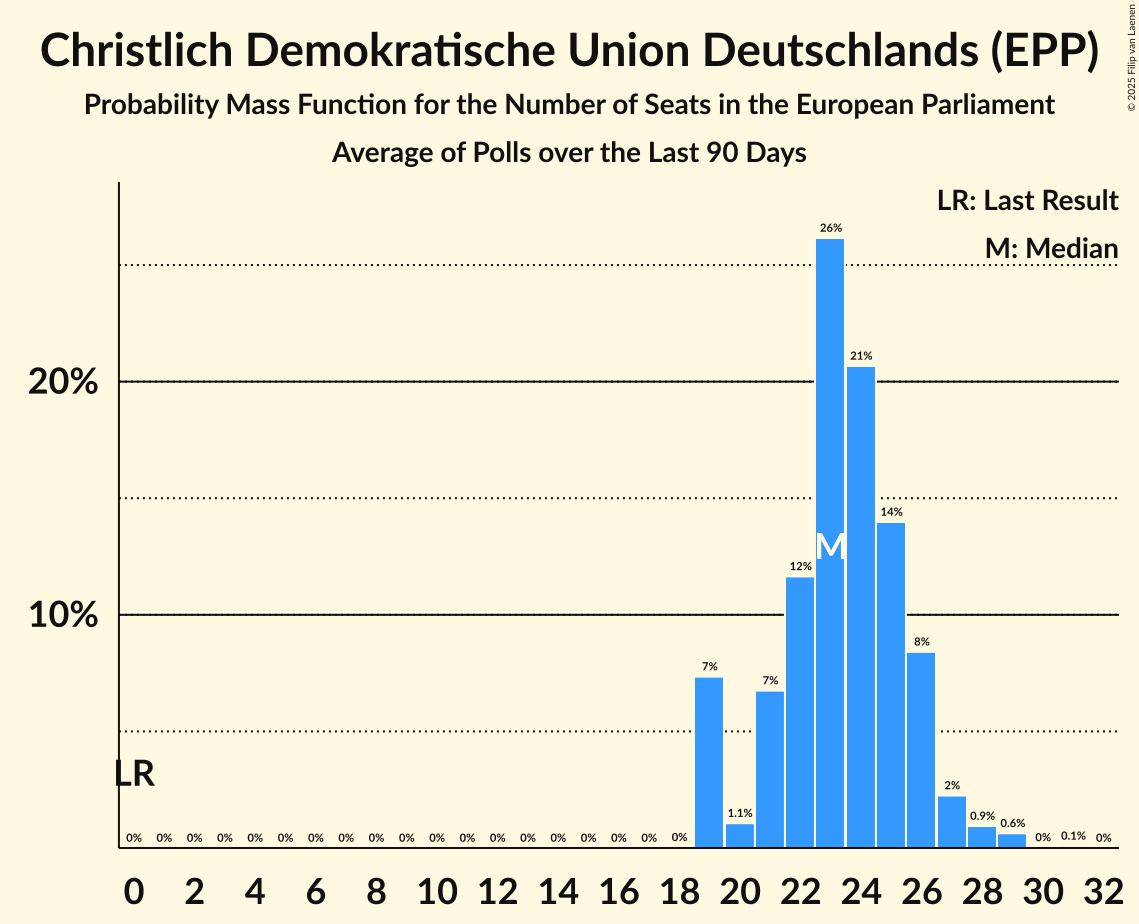 Christlich Demokratische Union Deutschlands (EPP)
Probability Mass Function for the Number of Seats in the European Parliament
Average of Polls over the Last 90 Days
© 2025 Filip van Laenen
LR: Last Result
M: Median
26%
21%
20%
14%
M
12%
10%
8%
7%
7%
LR
2%
1.1%
0.9%
0.6%
0% 0% 0% 0% 0% 0% 0% 0% 0% 0% 0% 0% 0% 0% 0% 0% 0% 0% 0% 0% 0.1% 0%
0 2 4 6 8 10 12 14 16 18 20 22 24 26 28 30 32